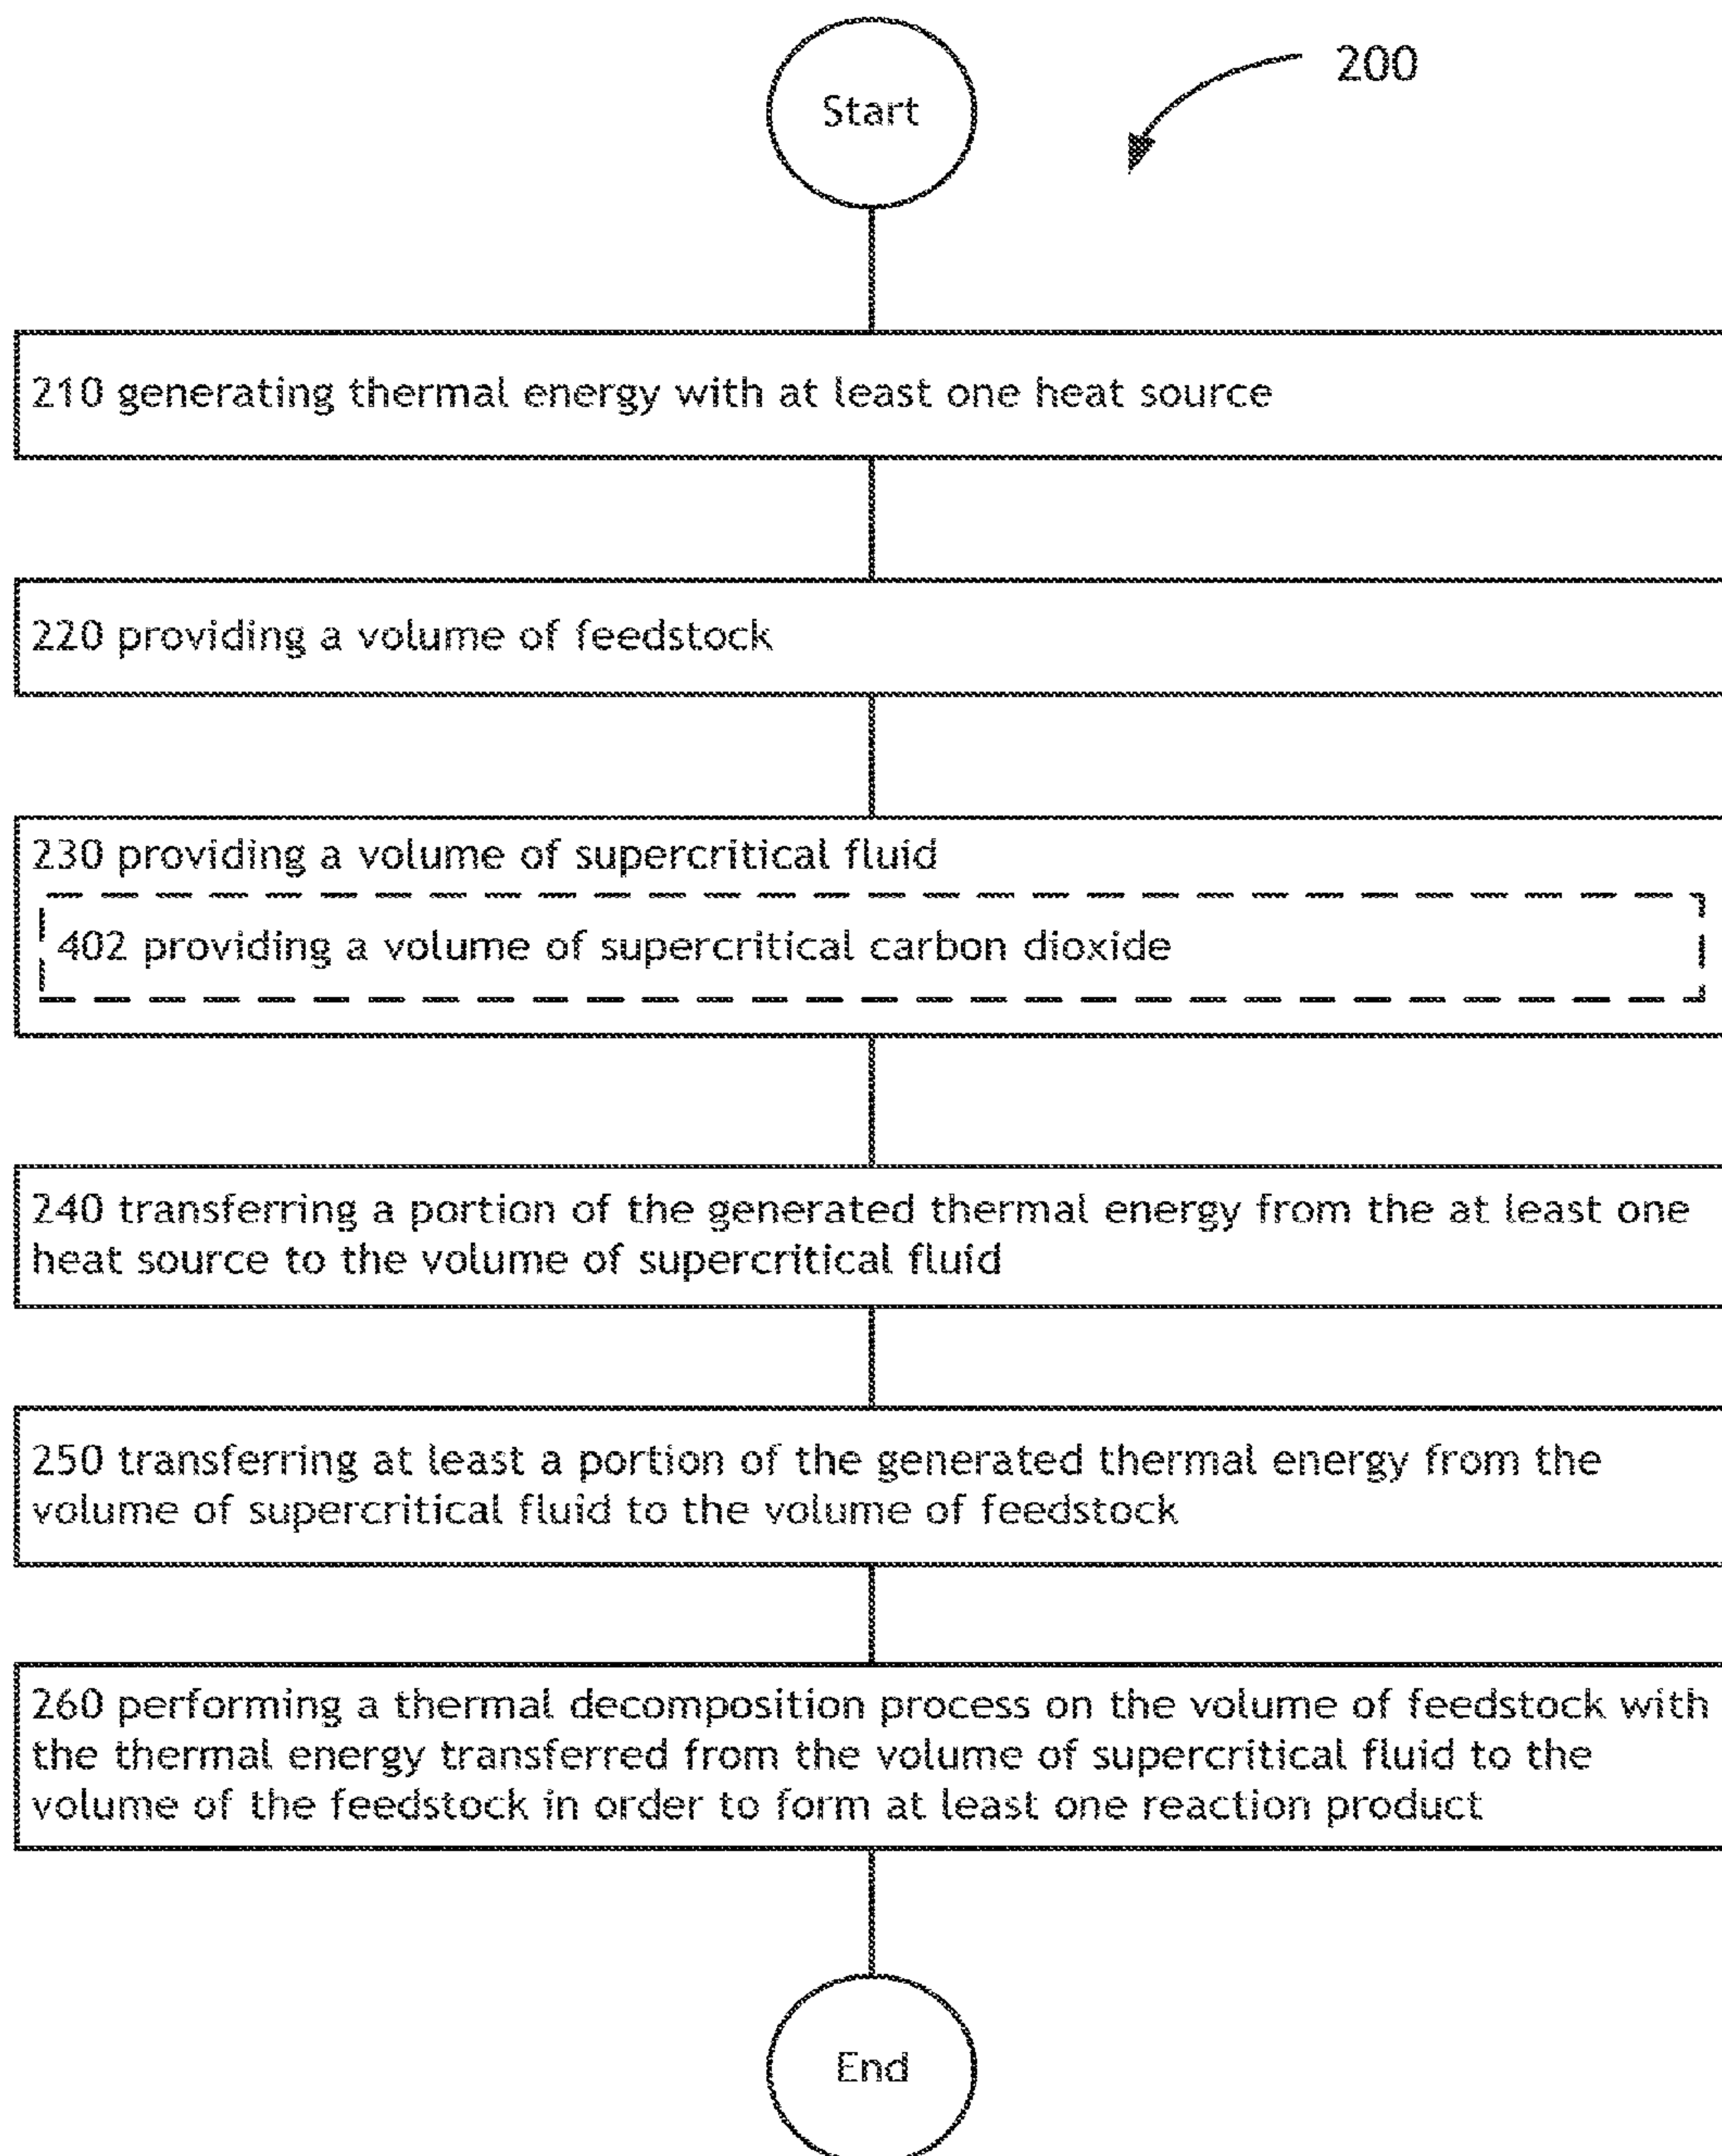 Start
200
210 generating thermal energy with at least one heat source
220 providing a volume of feedstock
230 providing a volume of supercritical fluid
402 providing a volume of supercritical carbon dioxide
240 transferring a portion of the generated thermal energy from the at least one
heat source to the volume of supercritical fluid
250 transferring at least a portion of the generated thermal energy from the
volume of supercritical fluid to the volume of feedstock
260 performing a thermal decomposition process on the volume of feedstock with
the thermal energy transferred from the volume of supercritical fluid to the
volume of the feedstock in order to form at least one reaction product
End